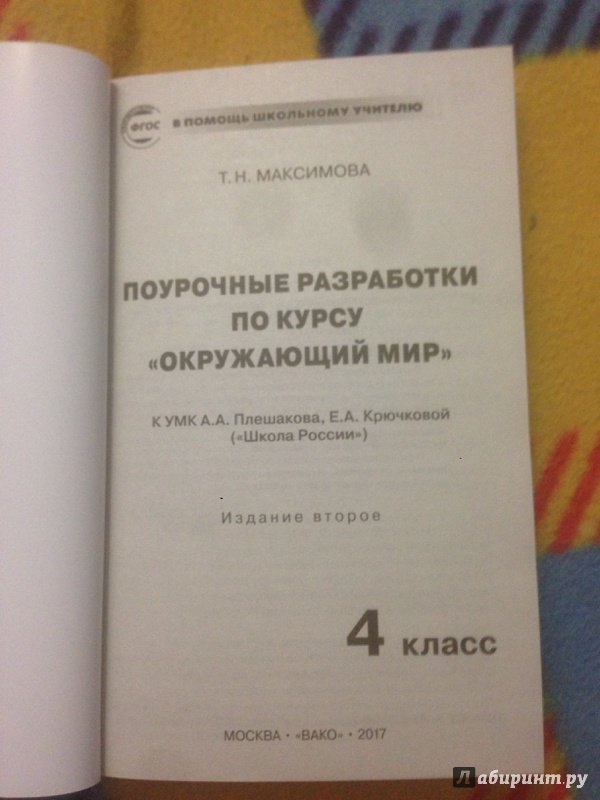 ФГОС
В ПОМОЩЬ ШКОЛЬНОМУ УЧИТЕЛЮ
Т. Н. МАКСИМОВА
ПОУРОЧНЫЕ РАЗРАБОТКИ
ПО КУРСУ
«ОКРУЖАЮЩИЙ МИР»
К УМК А.А. Плешакова, Е.А. Крючковой
(«Школа России»)
Издание второе
4 класс
МОСКВА • «ВАКО» • 2017
Лабиринт.ру